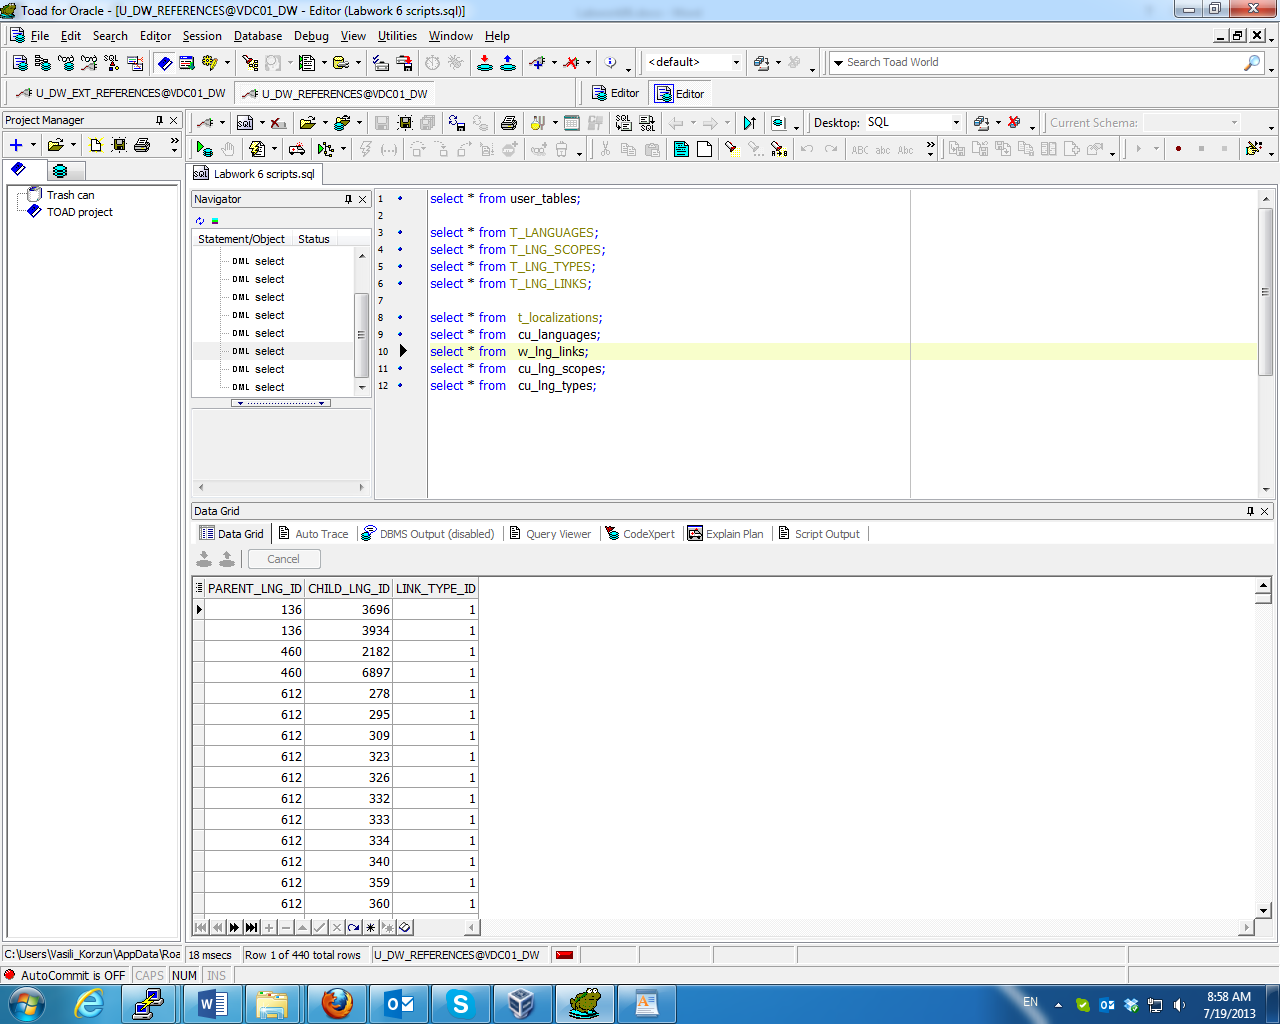 Toad for Oracle - [U_DW_REFERENCES@VDC01_DW - Editor (Labwork 6 scripts.sql)]
File Edit Search Editor Session Database Debug View Utilities Window Help
<default> Search Toad World
U_DW_EXT_REFERENCES@VDC01_DW U_DW_REFERENCES@VDC01_DW Editor Editor
Project Manager
SQL Desktop: SQL Current Schema:
ABC abc Abc
Trash can
TOAD project
Labwork 6 scripts.sql
Navigator
Statement/Object Status
DML select
DML select
DML select
DML select
DML select
DML select
DML select
DML select
1 select * from user_tables;
2
3 select * from T_LANGUAGES;
4 select * from T_LNG_SCOPES;
5 select * from T_LNG_TYPES;
6 select * from T_LNG_LINKS;
7
8 select * from t_localizations;
9 select * from cu_languages;
10 select * from w_lng_links;
11 select * from cu_lng_scopes;
12 select * from cu_lng_types;
Data Grid
Data Grid Auto Trace DBMS Output (disabled) Query Viewer CodeXpert Explain Plan Script Output
Cancel
PARENT_LNG_ID CHILD_LNG_ID LINK_TYPE_ID
136 3696 1
136 3934 1
460 2182 1
460 6897 1
612 278 1
612 295 1
612 309 1
612 323 1
612 326 1
612 332 1
612 333 1
612 334 1
612 340 1
612 359 1
612 360 1
C:\Users\Vasili_Korzun\AppData\Roa 18 msecs Row 1 of 440 total rows U_DW_REFERENCES@VDC01_DW
AutoCommit is OFF CAPS NUM INS
EN 8:58 AM
7/19/2013